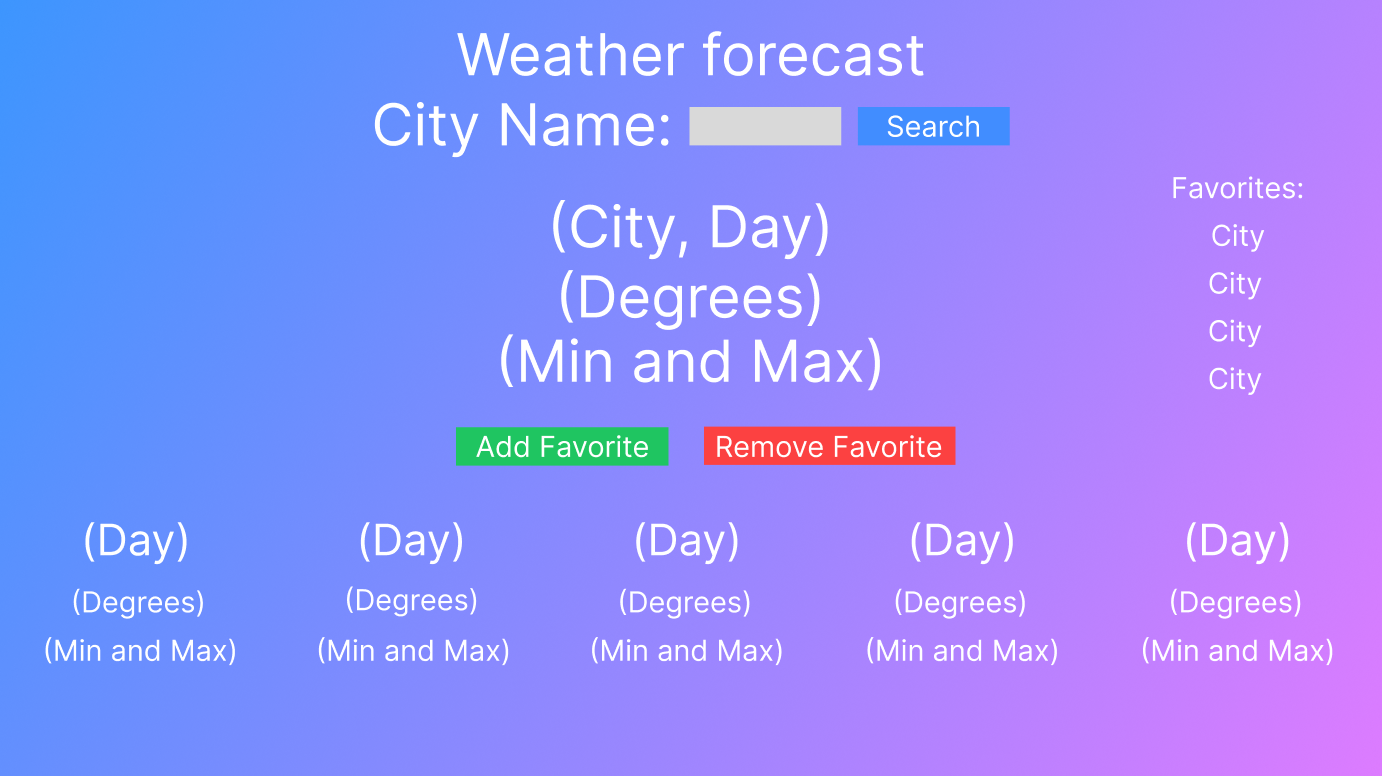 Weather forecast
City Name:
Search
(City, Day)
(Degrees)
(Min and Max)
Add Favorite
Remove Favorite
Favorites:
City
City
City
City
(Day)
(Degrees)
(Min and Max)
(Day)
(Degrees)
(Min and Max)
(Day)
(Degrees)
(Min and Max)
(Day)
(Degrees)
(Min and Max)
(Day)
(Degrees)
(Min and Max)